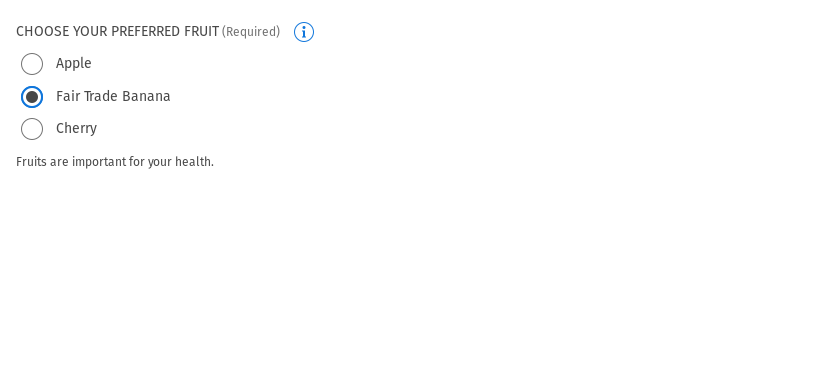 CHOOSE YOUR PREFERRED FRUIT (Required)
Apple
Fair Trade Banana
Cherry
Fruits are important for your health.